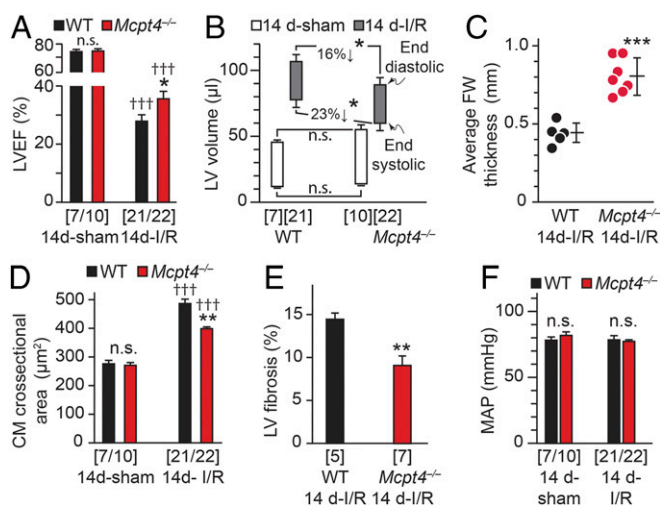 A
WT
Mcpt4–/–
LVEF (%)
80
60
40
20
0
n.s.
†††
†††
*
[7/10] [21/22]
14d-sham 14d-I/R
B
14 d-sham
14 d-I/R
LV volume (µl)
150
100
50
0
16%↓ *
End
diastolic
23%↓ *
End
systolic
n.s.
n.s.
[7][21] [10][22]
WT Mcpt4–/–
C
Average FW
thickness (mm)
1.0
0.5
0
***
WT Mcpt4–/–
14d-I/R 14d-I/R
D
WT
Mcpt4–/–
CM crossectional
area (µm²)
500
400
300
200
0
n.s.
†††
†††
**
[7/10] [21/22]
14d-sham 14d- I/R
E
LV fibrosis (%)
15
10
5
0
**
[5] [7]
WT Mcpt4–/–
14 d-I/R 14 d-I/R
F
WT
Mcpt4–/–
MAP (mmHg)
100
75
50
25
0
n.s. n.s.
[7/10] [21/22]
14 d- 14 d-
sham I/R